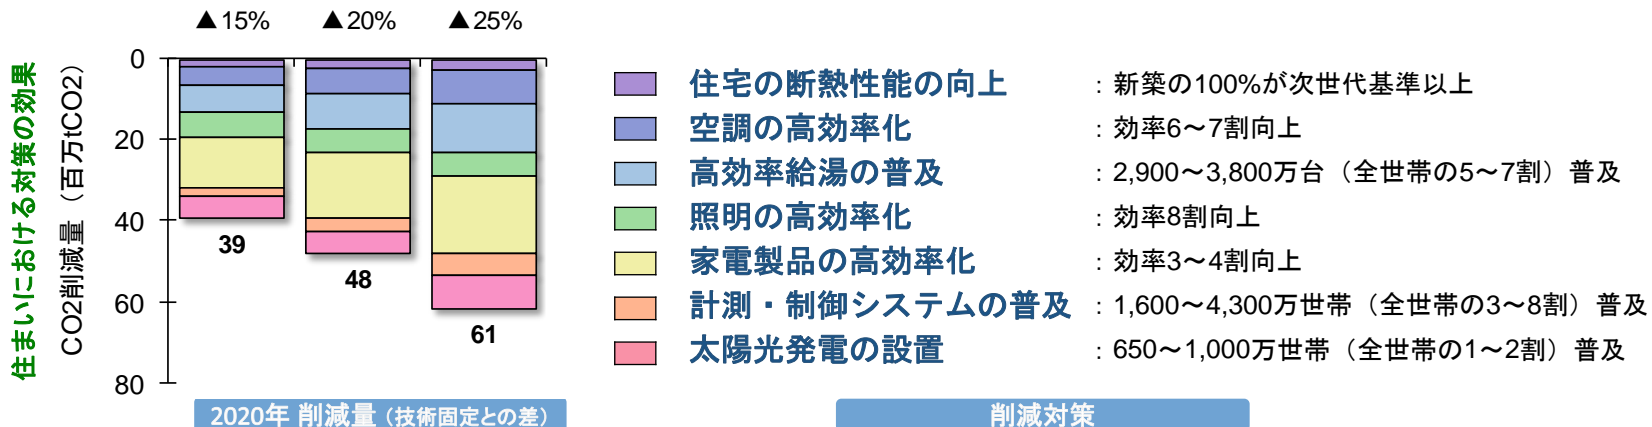 ▲15%
▲20%
▲25%
住まいにおける対策の効果
CO2削減量（百万tCO2）
0
20
40
60
80
39
48
61
住宅の断熱性能の向上 ：新築の100%が次世代基準以上
空調の高効率化 ：効率6～7割向上
高効率給湯の普及 ：2,900～3,800万台（全世帯の5～7割）普及
照明の高効率化 ：効率8割向上
家電製品の高効率化 ：効率3～4割向上
計測・制御システムの普及 ：1,600～4,300万世帯（全世帯の3～8割）普及
太陽光発電の設置 ：650～1,000万世帯（全世帯の1～2割）普及
2020年 削減量（技術固定との差）
削減対策